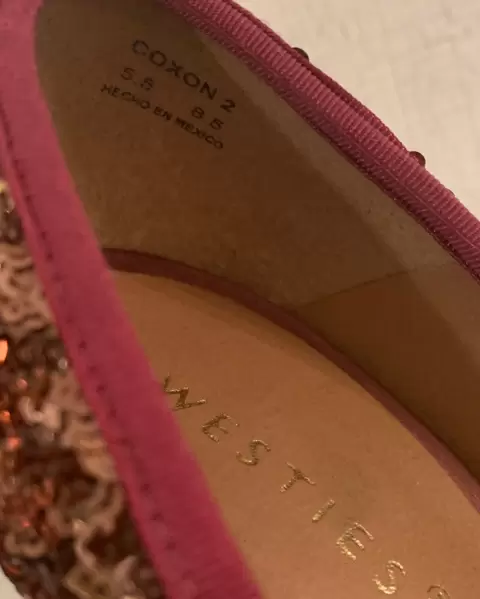 COXON 2
5.5 8.5
HECHO EN MEXICO
WESTIES